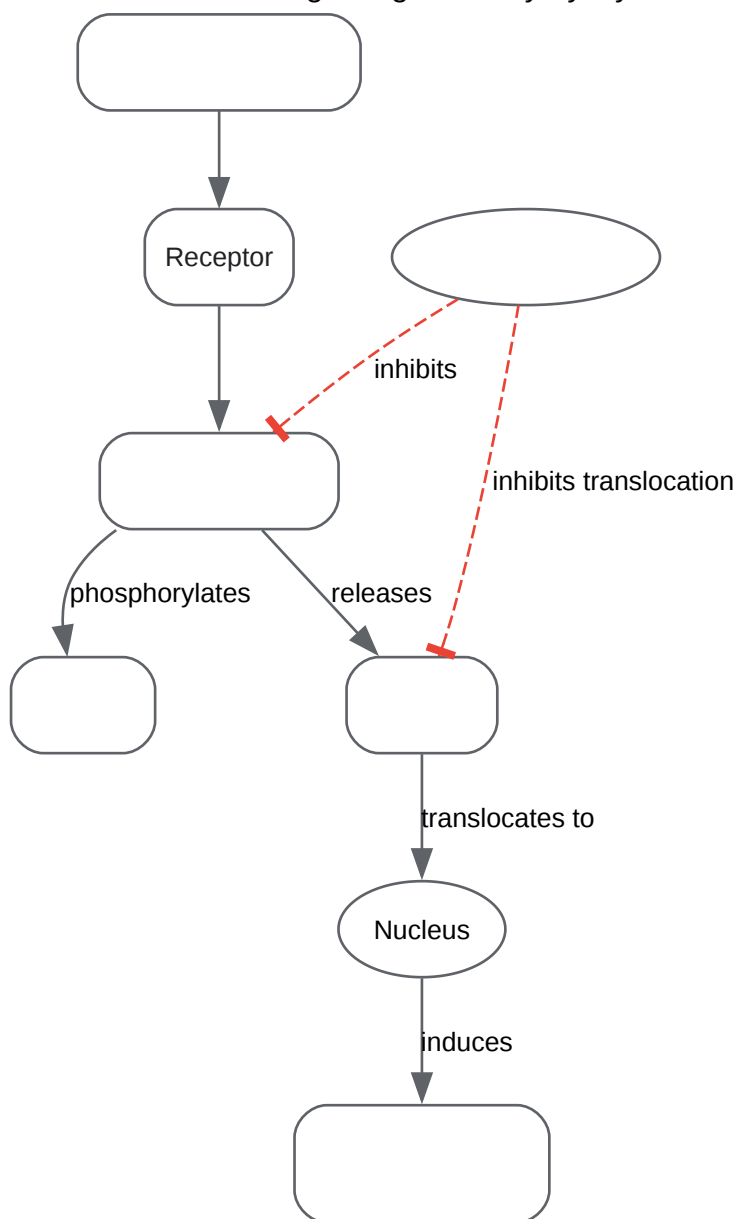 Receptor
inhibits
inhibits translocation
phosphorylates
releases
translocates to
Nucleus
induces